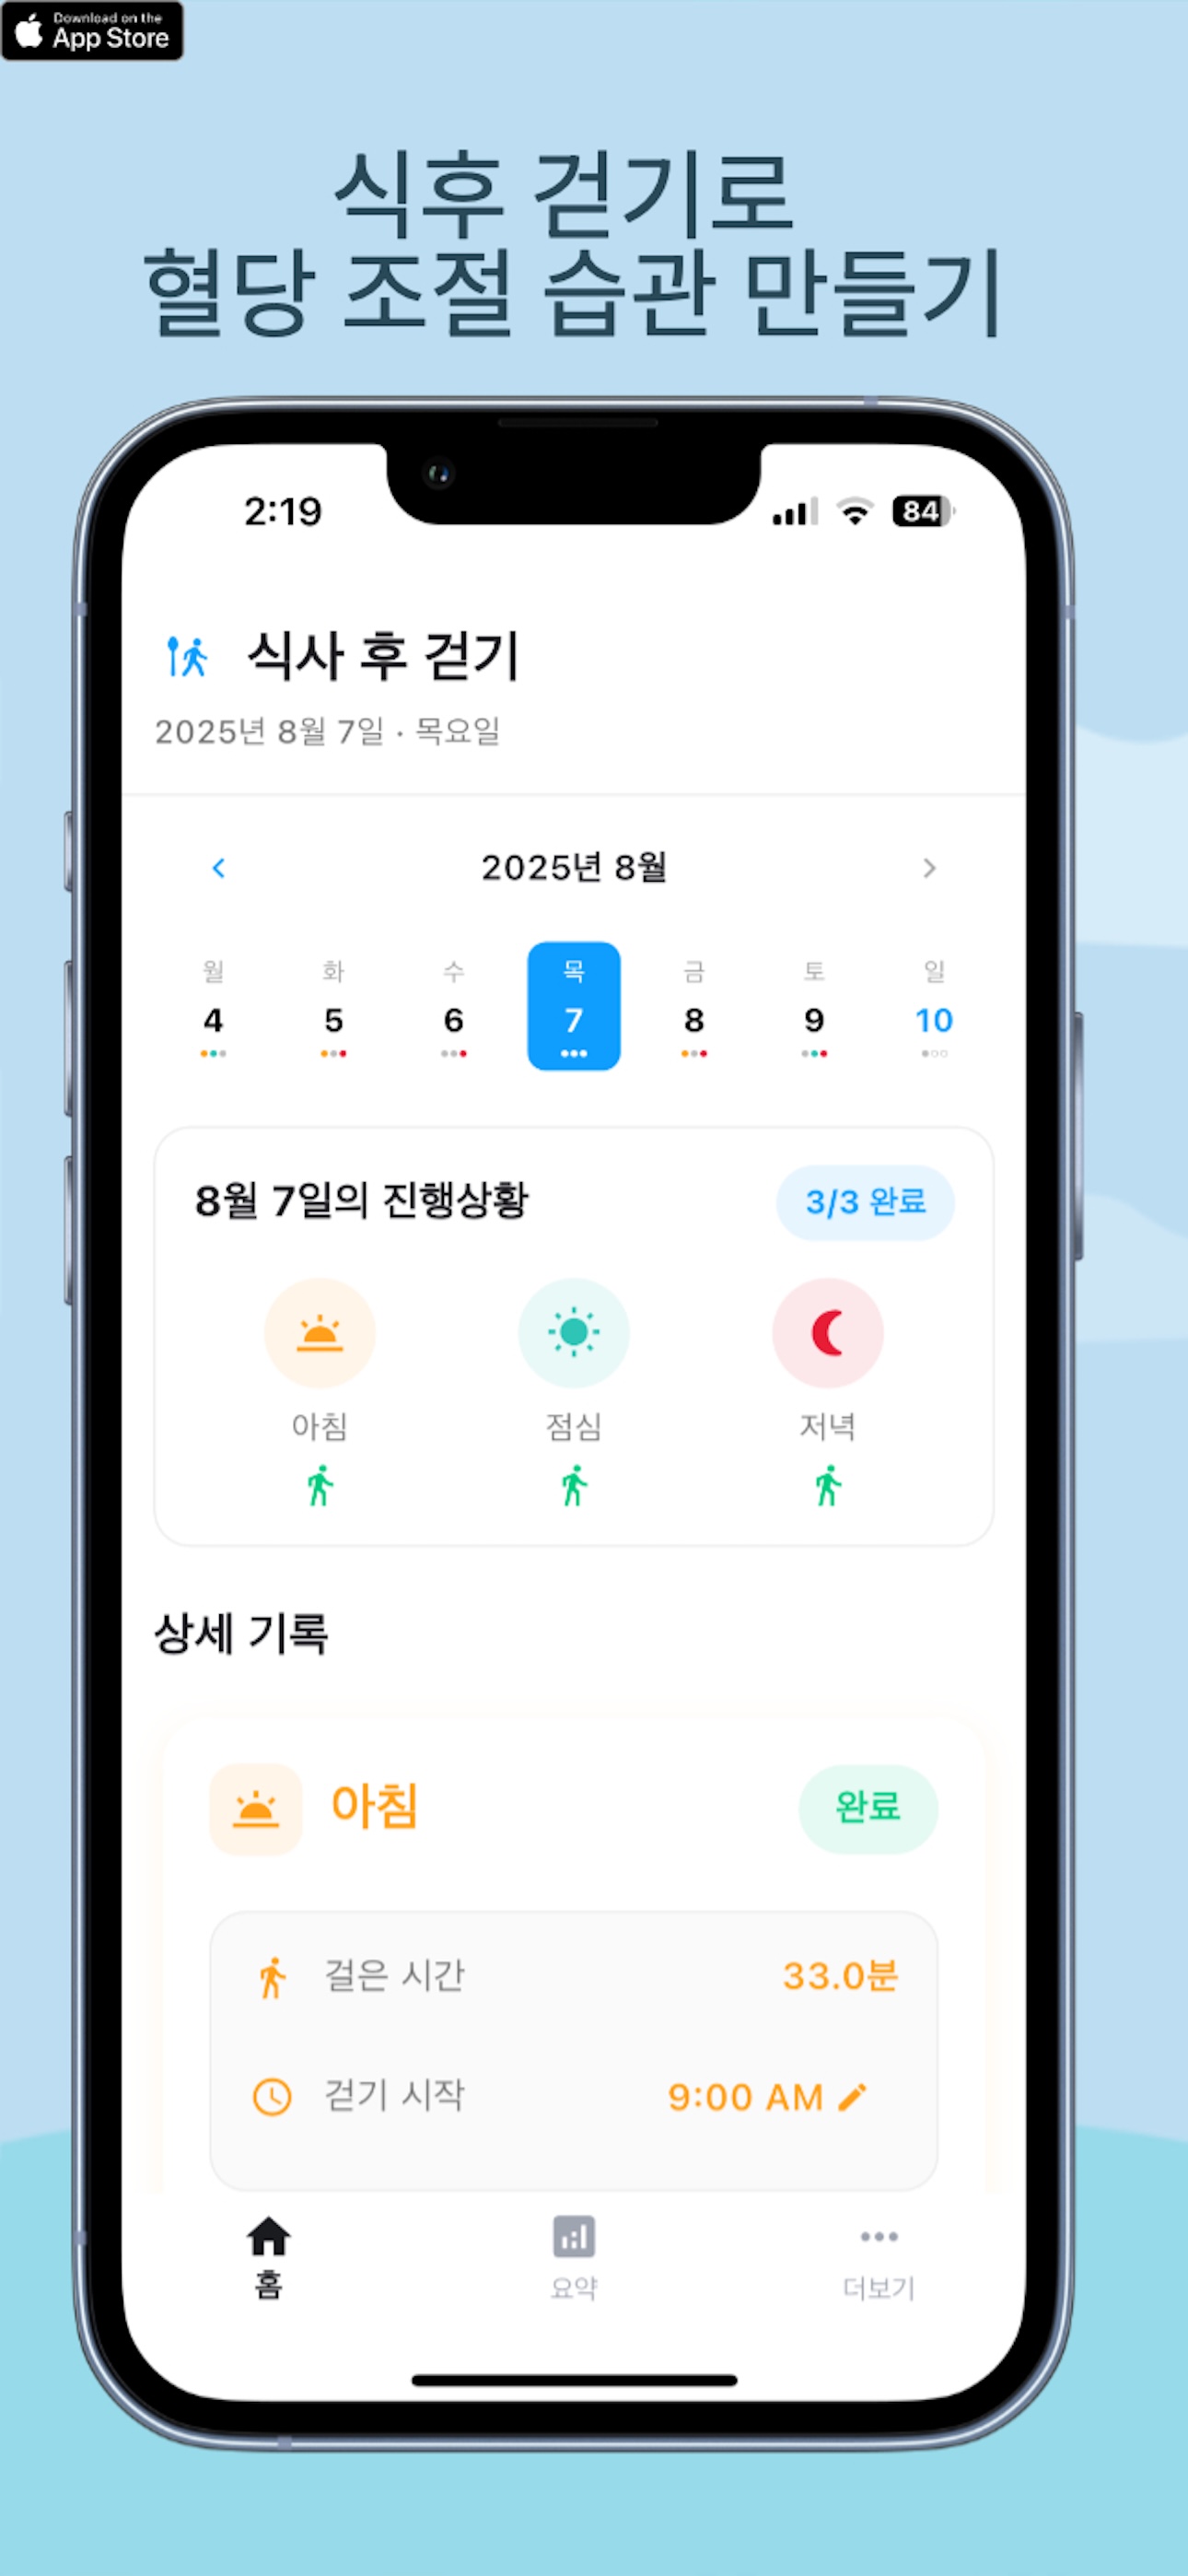 Download on the
App Store
식후 걷기로
혈당 조절 습관 만들기
2:19
84
식사 후 걷기
2025년 8월 7일 · 목요일
2025년 8월
월 화 수 목 금 토 일
4 5 6 7 8 9 10
8월 7일의 진행상황
3/3 완료
아침 점심 저녁
상세 기록
아침
완료
걸은 시간
33.0분
걷기 시작
9:00 AM
홈 요약 더보기